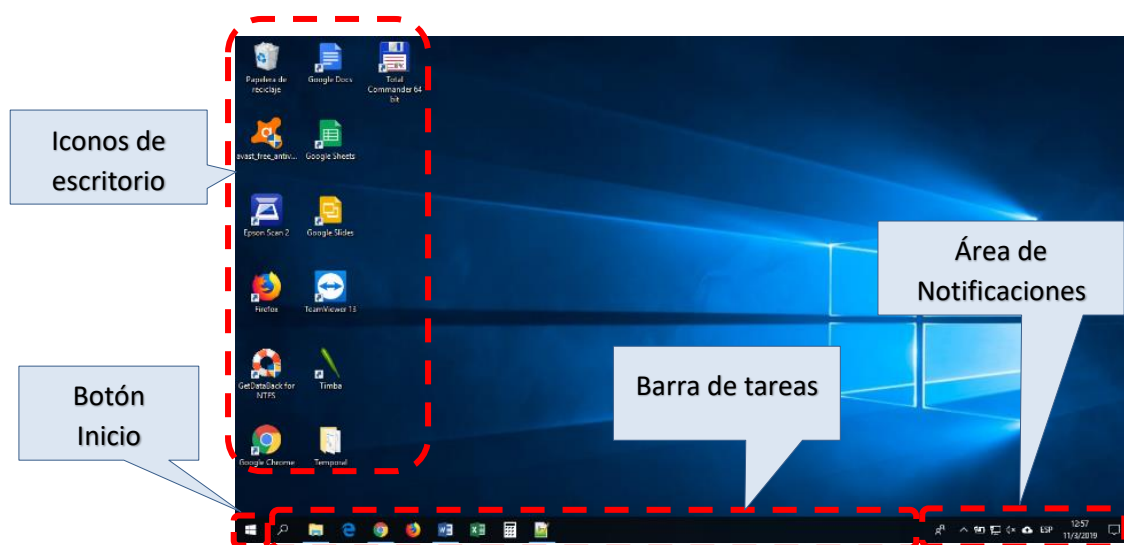 Papelera de
reciclaje
Google Docs
Total
Commander 64
bit
avast_free_antiv...
Google Sheets
Epson Scan 2
Google Slides
Firefox
TeamViewer 13
GetDataBack for
NTFS
Timba
Google Chrome
Temporal
Iconos de
escritorio
Área de
Notificaciones
Barra de tareas
Botón
Inicio
ESP
12:57
11/3/2019